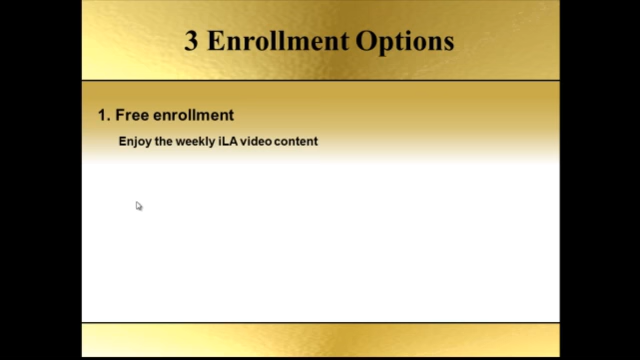 3 Enrollment Options
1. Free enrollment
Enjoy the weekly iLA video content